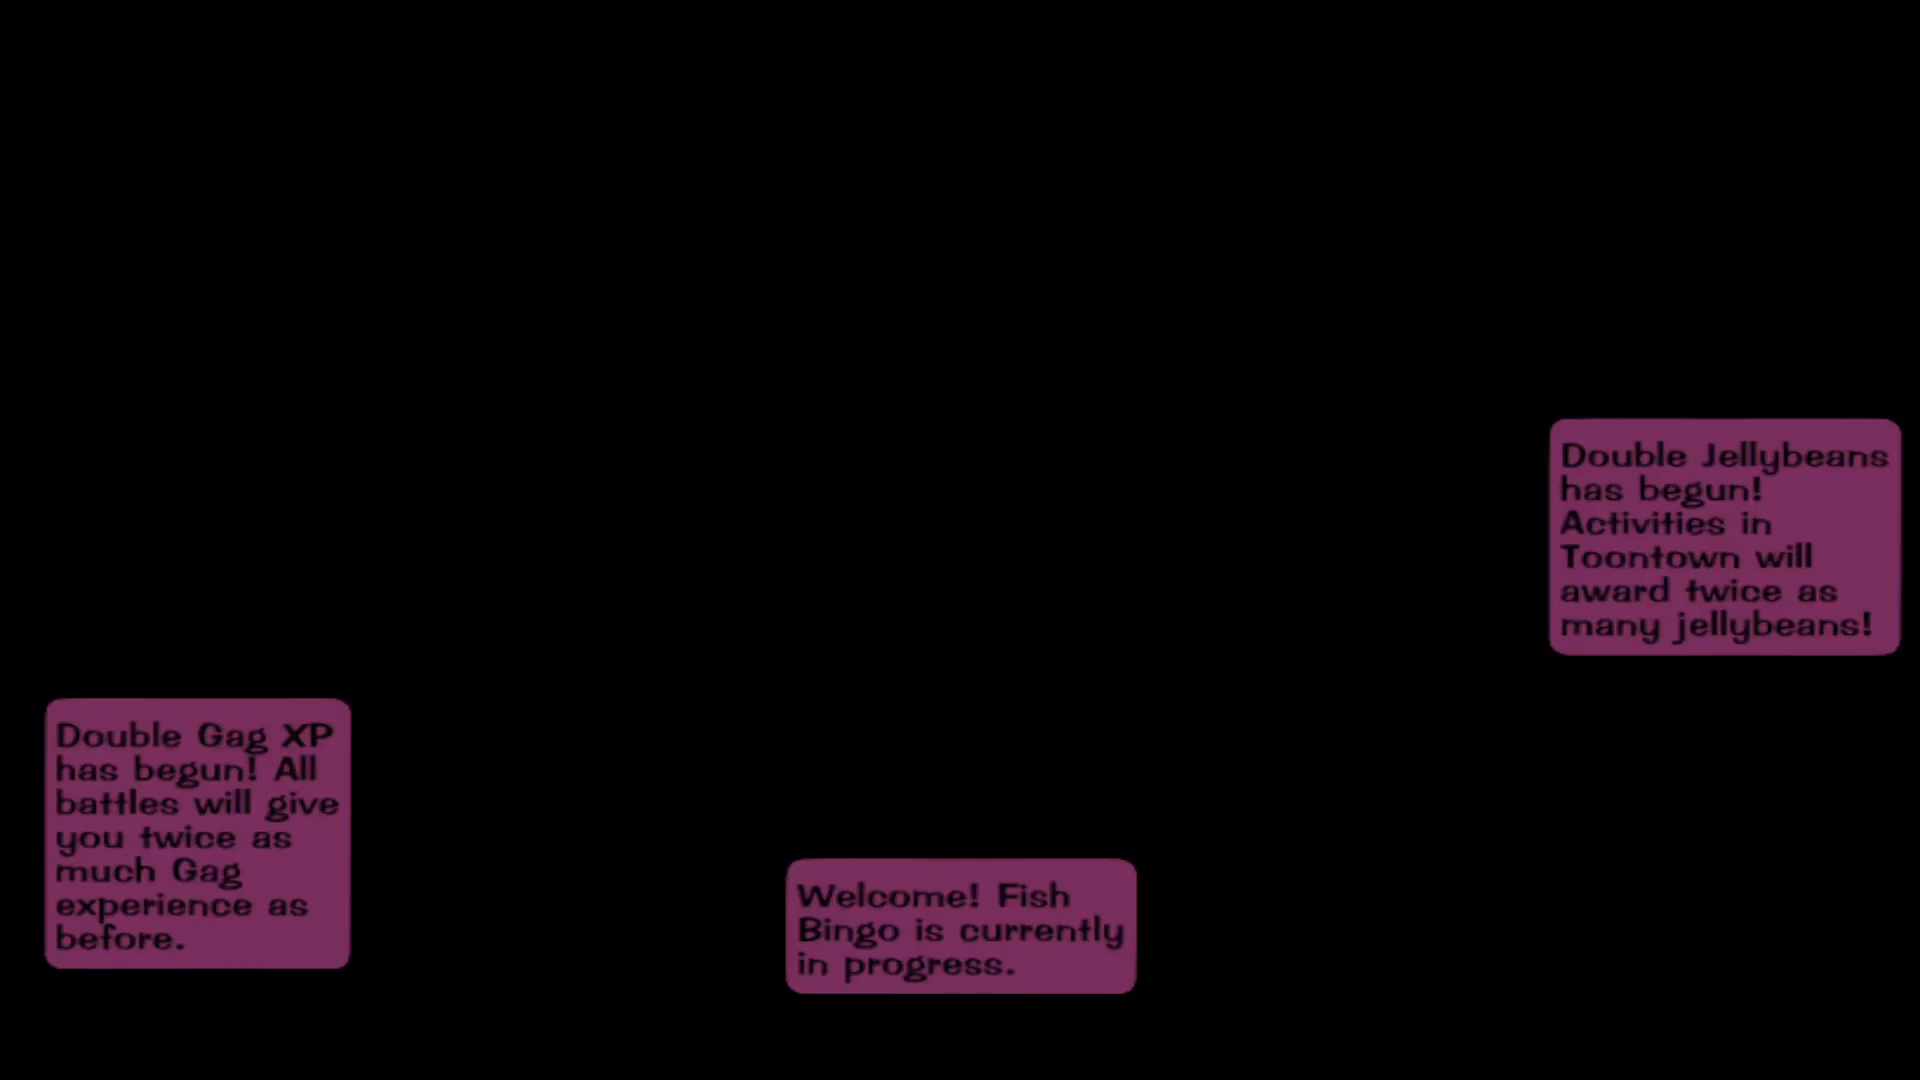 Double Jellybeans
has begun!
Activities in
Toontown will
award twice as
many jellybeans!
Double Gag XP
has begun! All
battles will give
you twice as
much Gag
experience as
before.
Welcome! Fish
Bingo is currently
in progress.